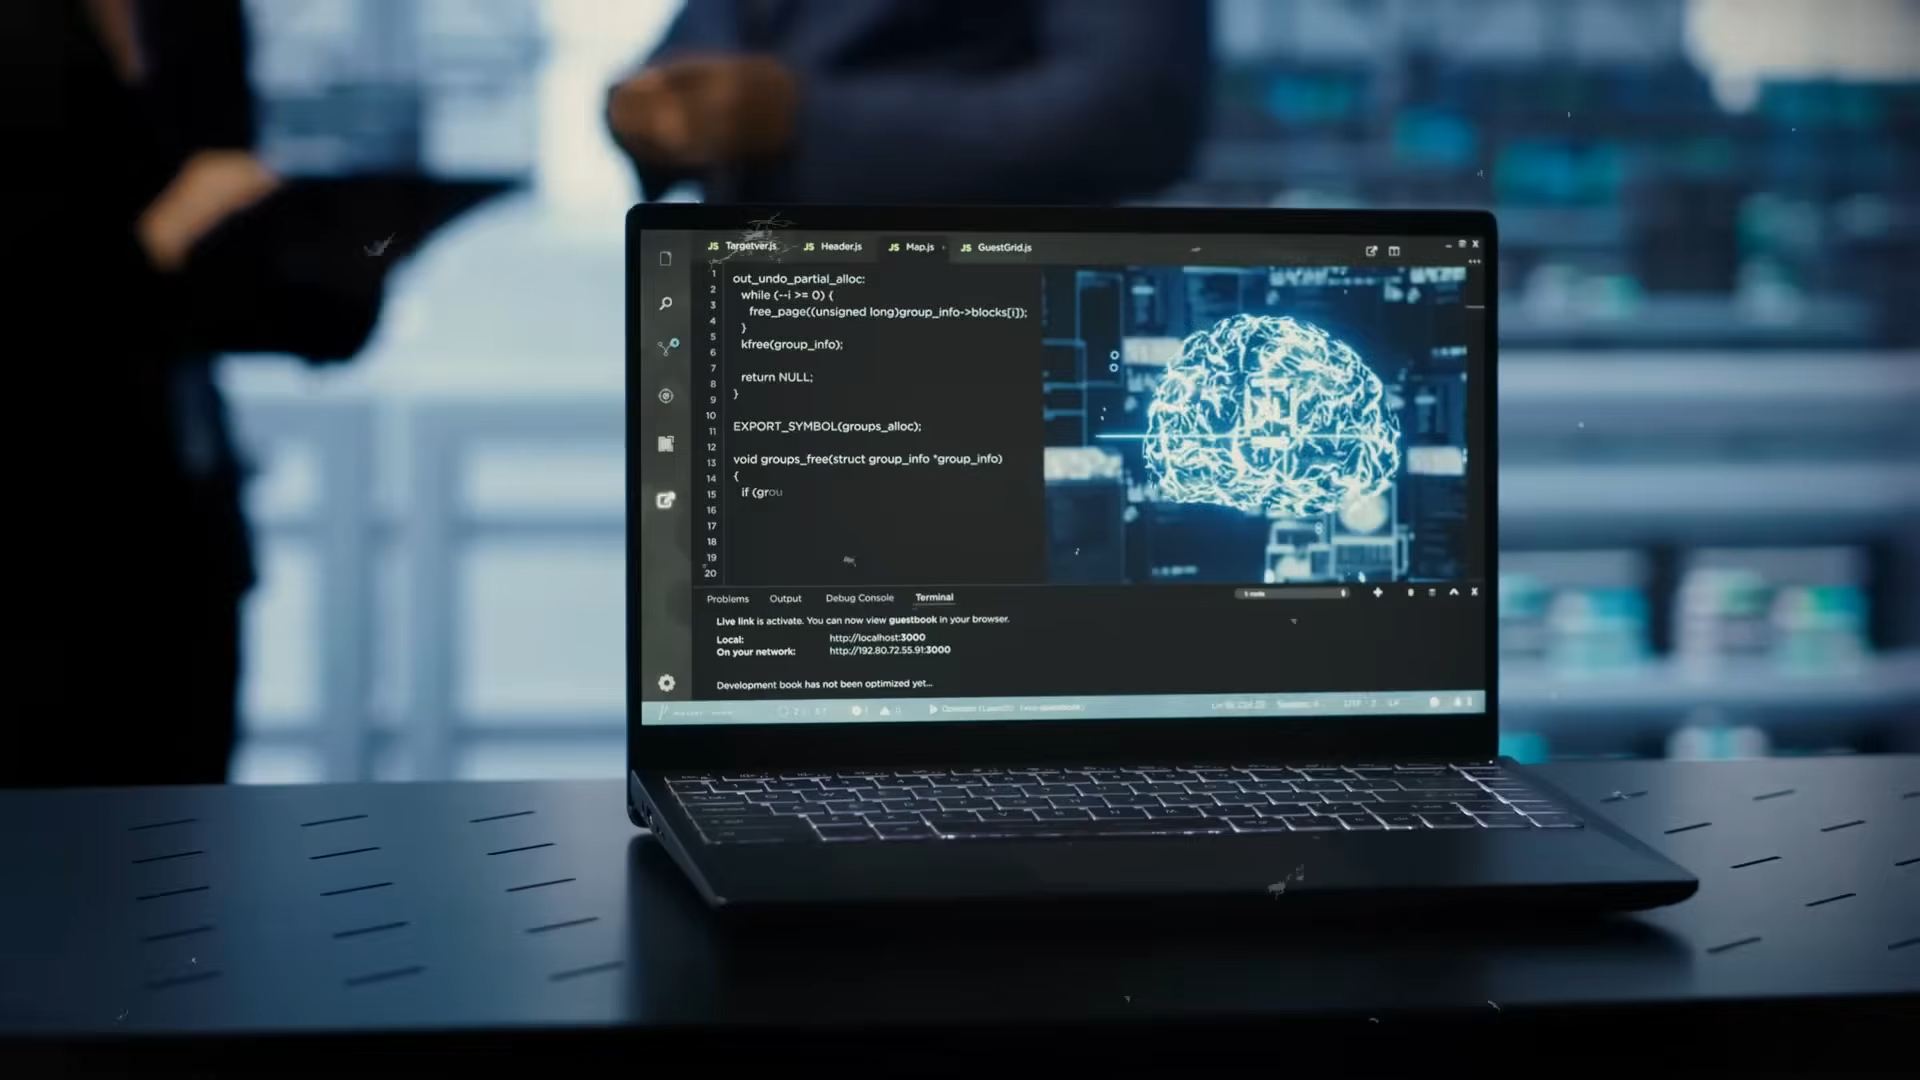 JS Targetver.js JS Header.js JS Map.js JS GuestGrid.js
1
2
3
4
5
6
7
8
9
10
11
12
13
14
15
16
17
18
19
20
out_undo_partial_alloc:
while (--i >= 0) {
free_page((unsigned long)group_info->blocks[i]);
}
kfree(group_info);
return NULL;
}
EXPORT_SYMBOL(groups_alloc);
void groups_free(struct group_info *group_info)
{
if (grou
Problems Output Debug Console Terminal
Live link is activate. You can now view guestbook in your browser.
Local: http://localhost:3000
On your network: http://192.80.72.55.91:3000
Development book has not been optimized yet...